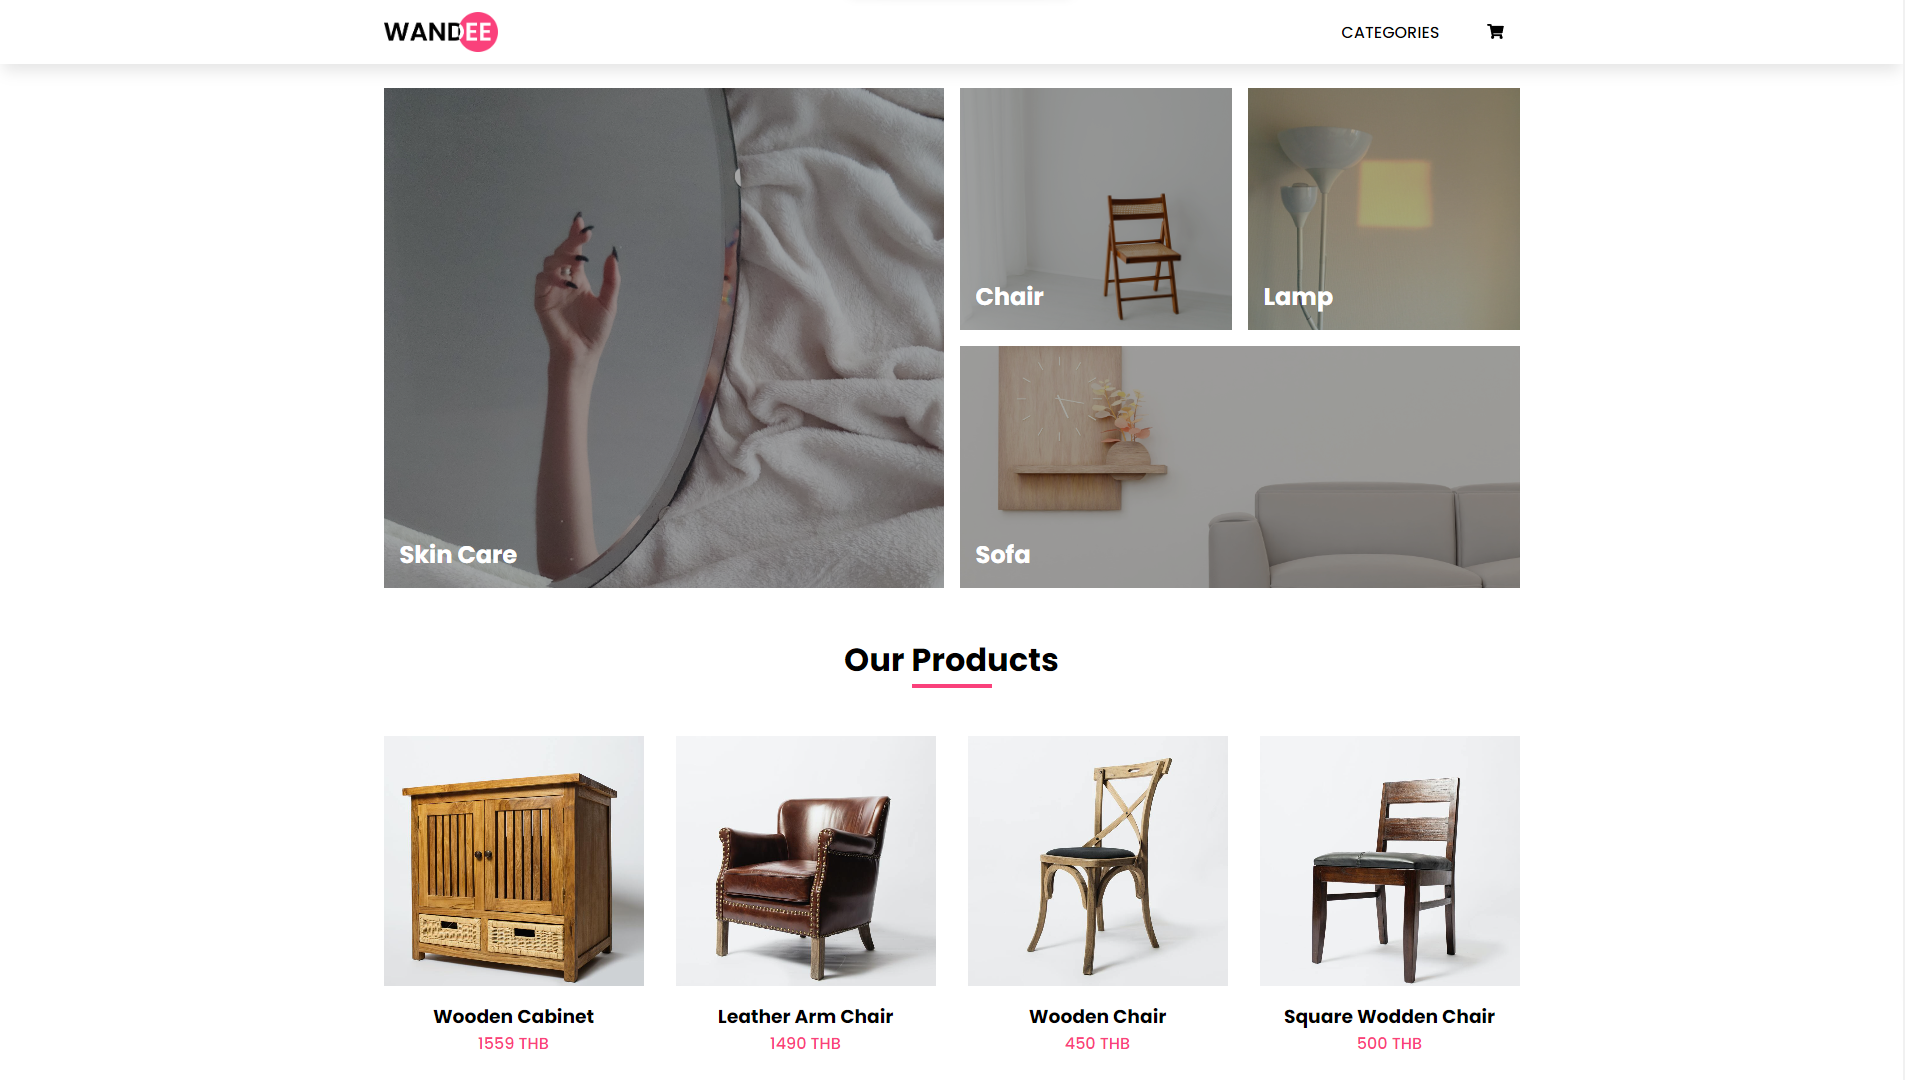 WANDEE
CATEGORIES
Chair
Lamp
Skin Care
Sofa
Our Products
Wooden Cabinet
1559 THB
Leather Arm Chair
1490 THB
Wooden Chair
450 THB
Square Wodden Chair
500 THB